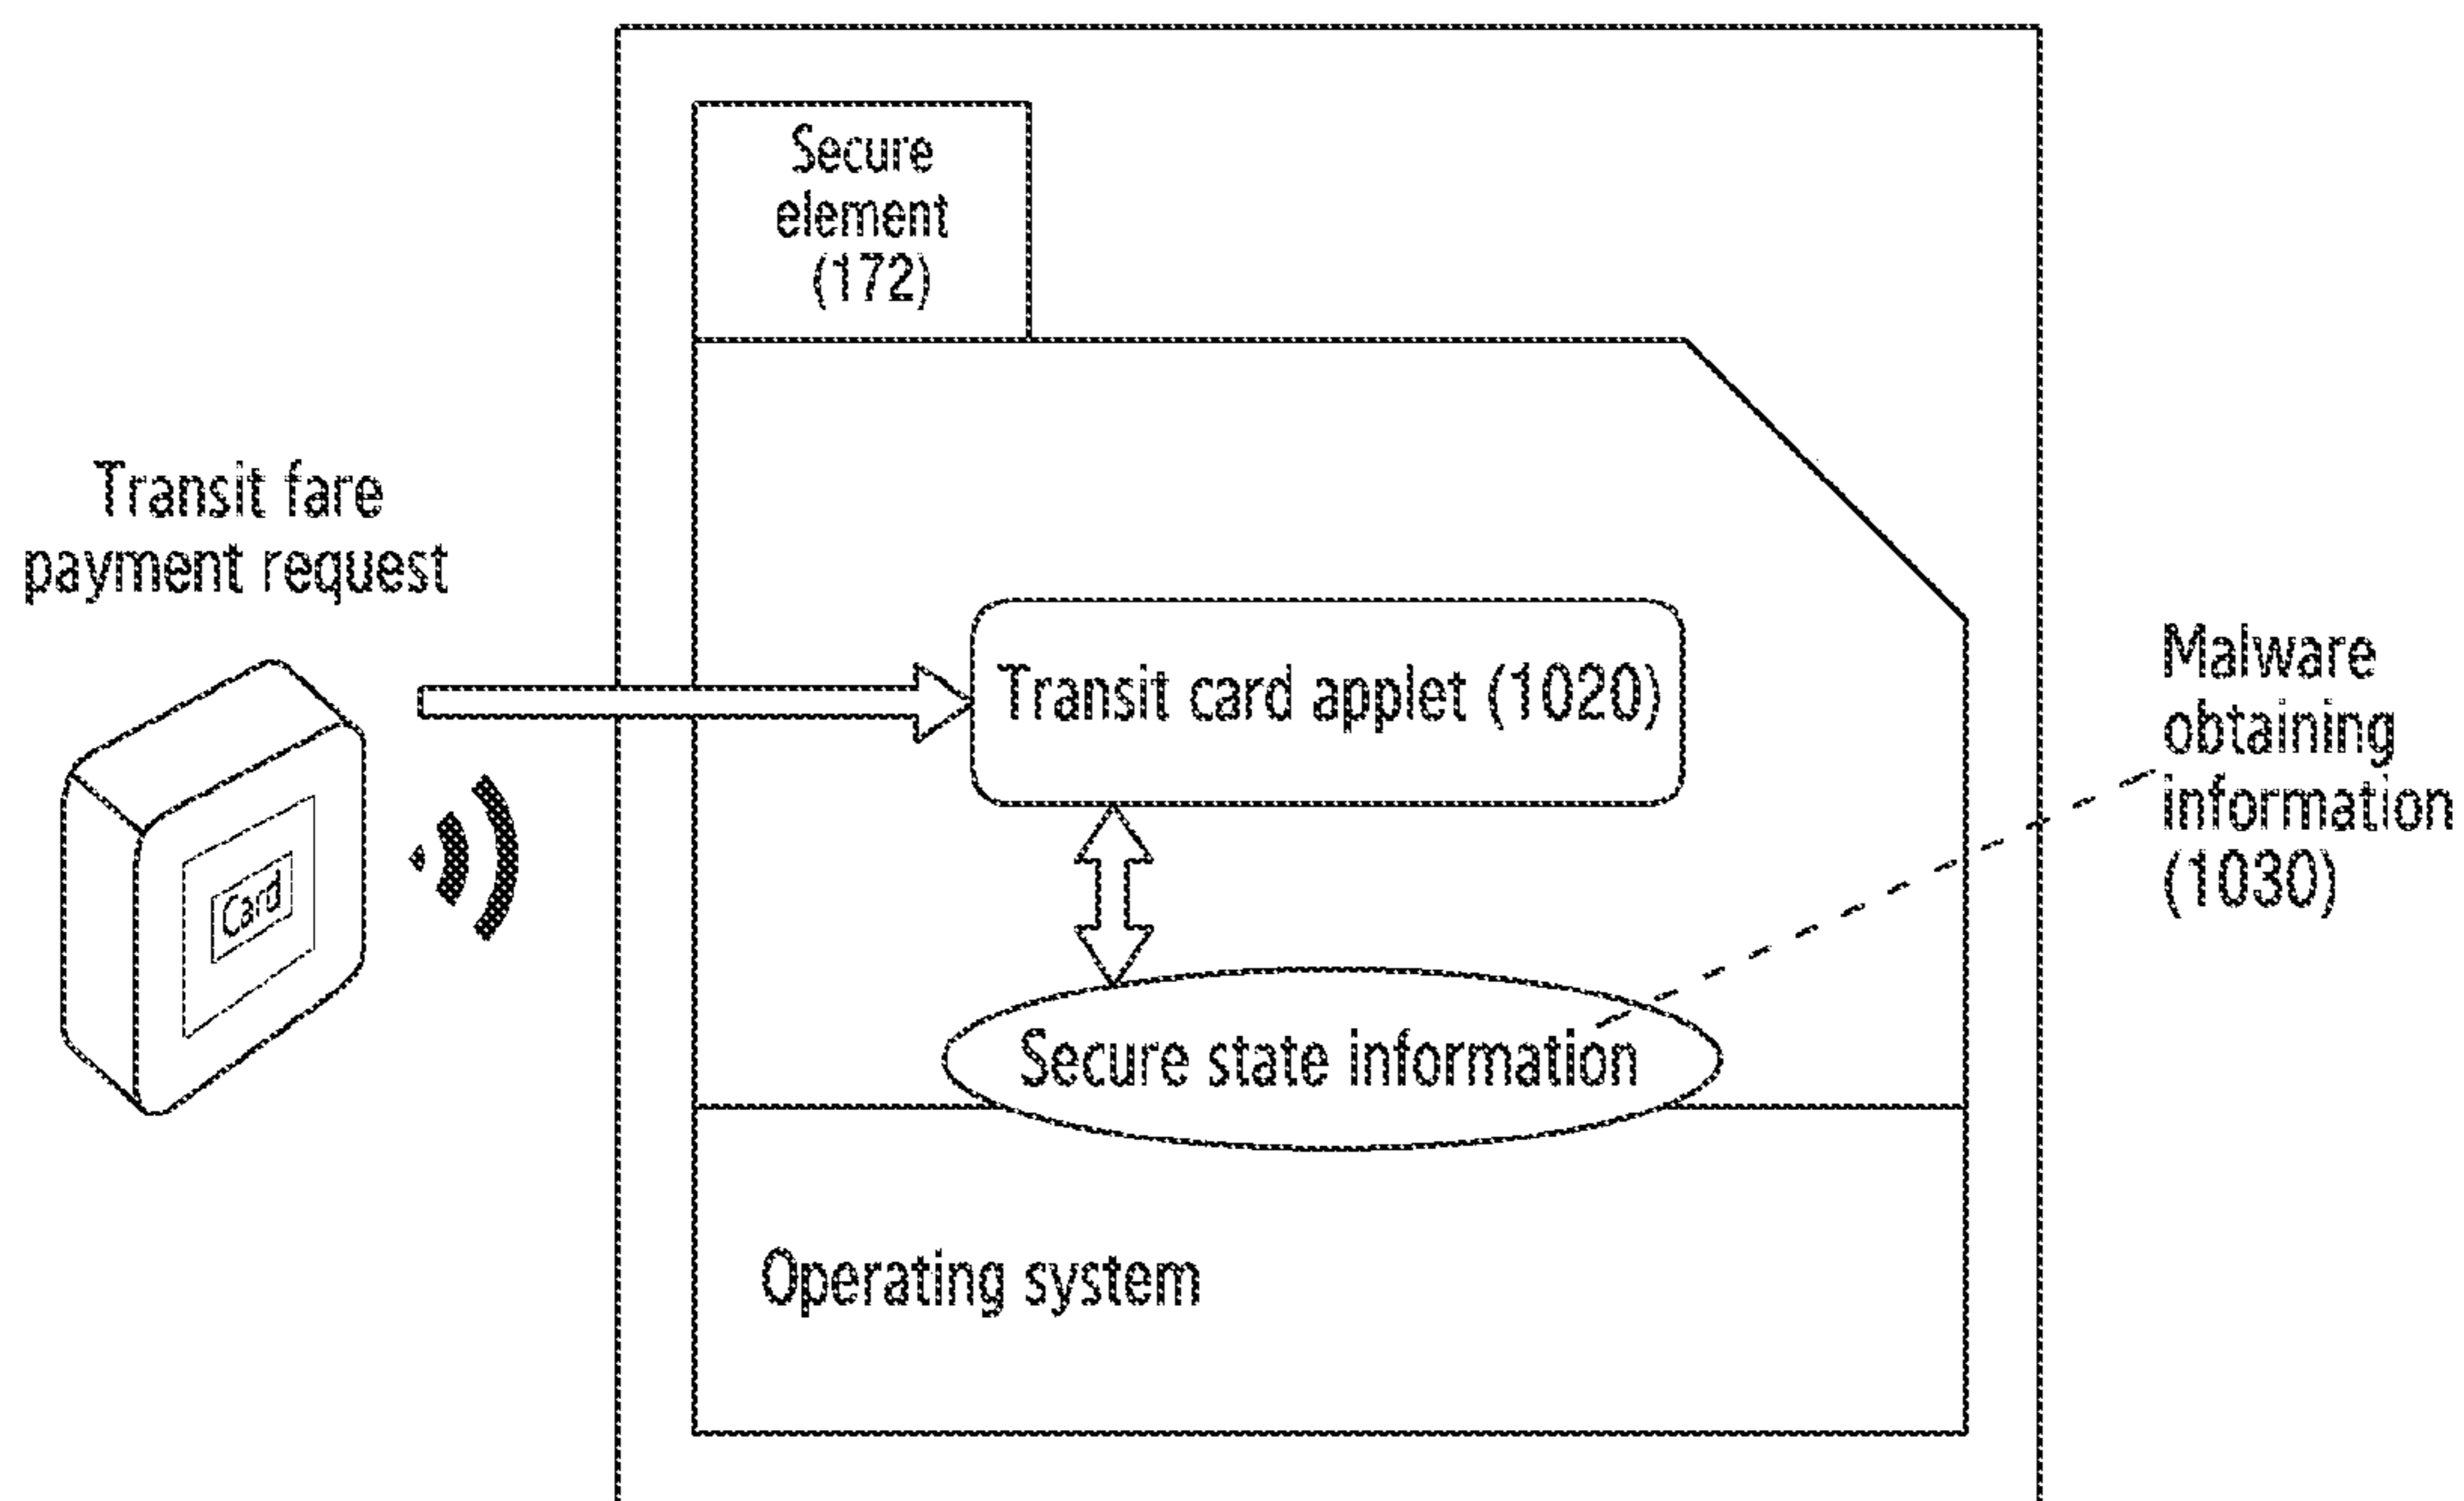 Secure
element
(172)
Transit fare
payment request
Card
Transit card applet (1020)
Malware
obtaining
information
(1030)
Secure state information
Operating system